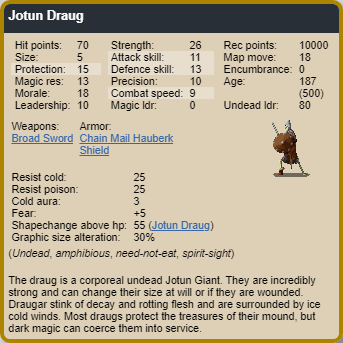 Jotun Draug
Hit points: 70 Strength: 26 Rec points: 10000
Size: 5 Attack skill: 11 Map move: 18
Protection: 15 Defence skill: 13 Encumbrance: 0
Magic res: 13 Precision: 10 Age: 187
Morale: 18 Combat speed: 9 (500)
Leadership: 10 Magic ldr: 0 Undead ldr: 80
Weapons: Armor:
Broad Sword Chain Mail Hauberk
Shield
Resist cold: 25
Resist poison: 25
Cold aura: 3
Fear: +5
Shapechange above hp: 55 (Jotun Draug)
Graphic size alteration: 30%
(Undead, amphibious, need-not-eat, spirit-sight)
The draug is a corporeal undead Jotun Giant. They are incredibly
strong and can change their size at will or if they are wounded.
Draugar stink of decay and rotting flesh and are surrounded by ice
cold winds. Most draugs protect the treasures of their mound, but
dark magic can coerce them into service.